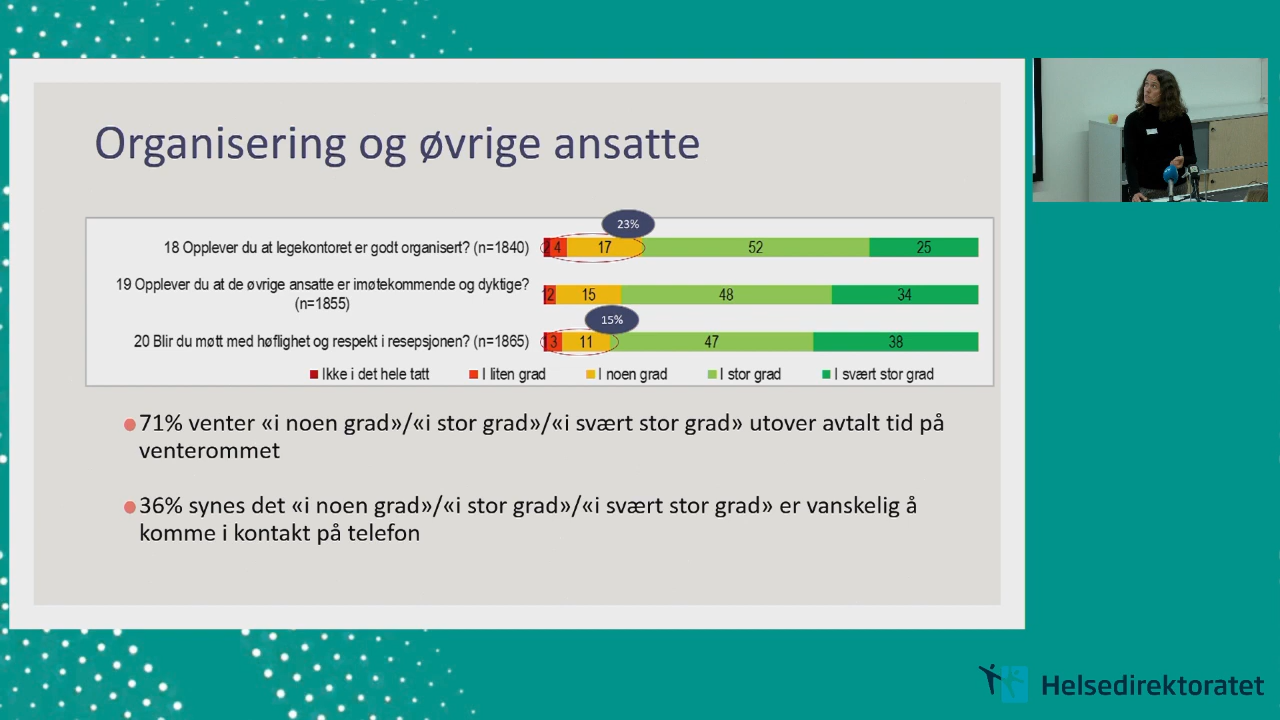 Organisering og øvrige ansatte
23%
18 Opplever du at legekontoret er godt organisert? (n=1840)
2 4 17 52 25
19 Opplever du at de øvrige ansatte er imøtekommende og dyktige?
(n=1855)
1 2 15 48 34
15%
20 Blir du møtt med høflighet og respekt i resepsjonen? (n=1865)
1 3 11 47 38
Ikke i det hele tatt I liten grad I noen grad I stor grad I svært stor grad
71% venter «i noen grad»/«i stor grad»/«i svært stor grad» utover avtalt tid på
venterommet
36% synes det «i noen grad»/«i stor grad»/«i svært stor grad» er vanskelig å
komme i kontakt på telefon
Helsedirektoratet